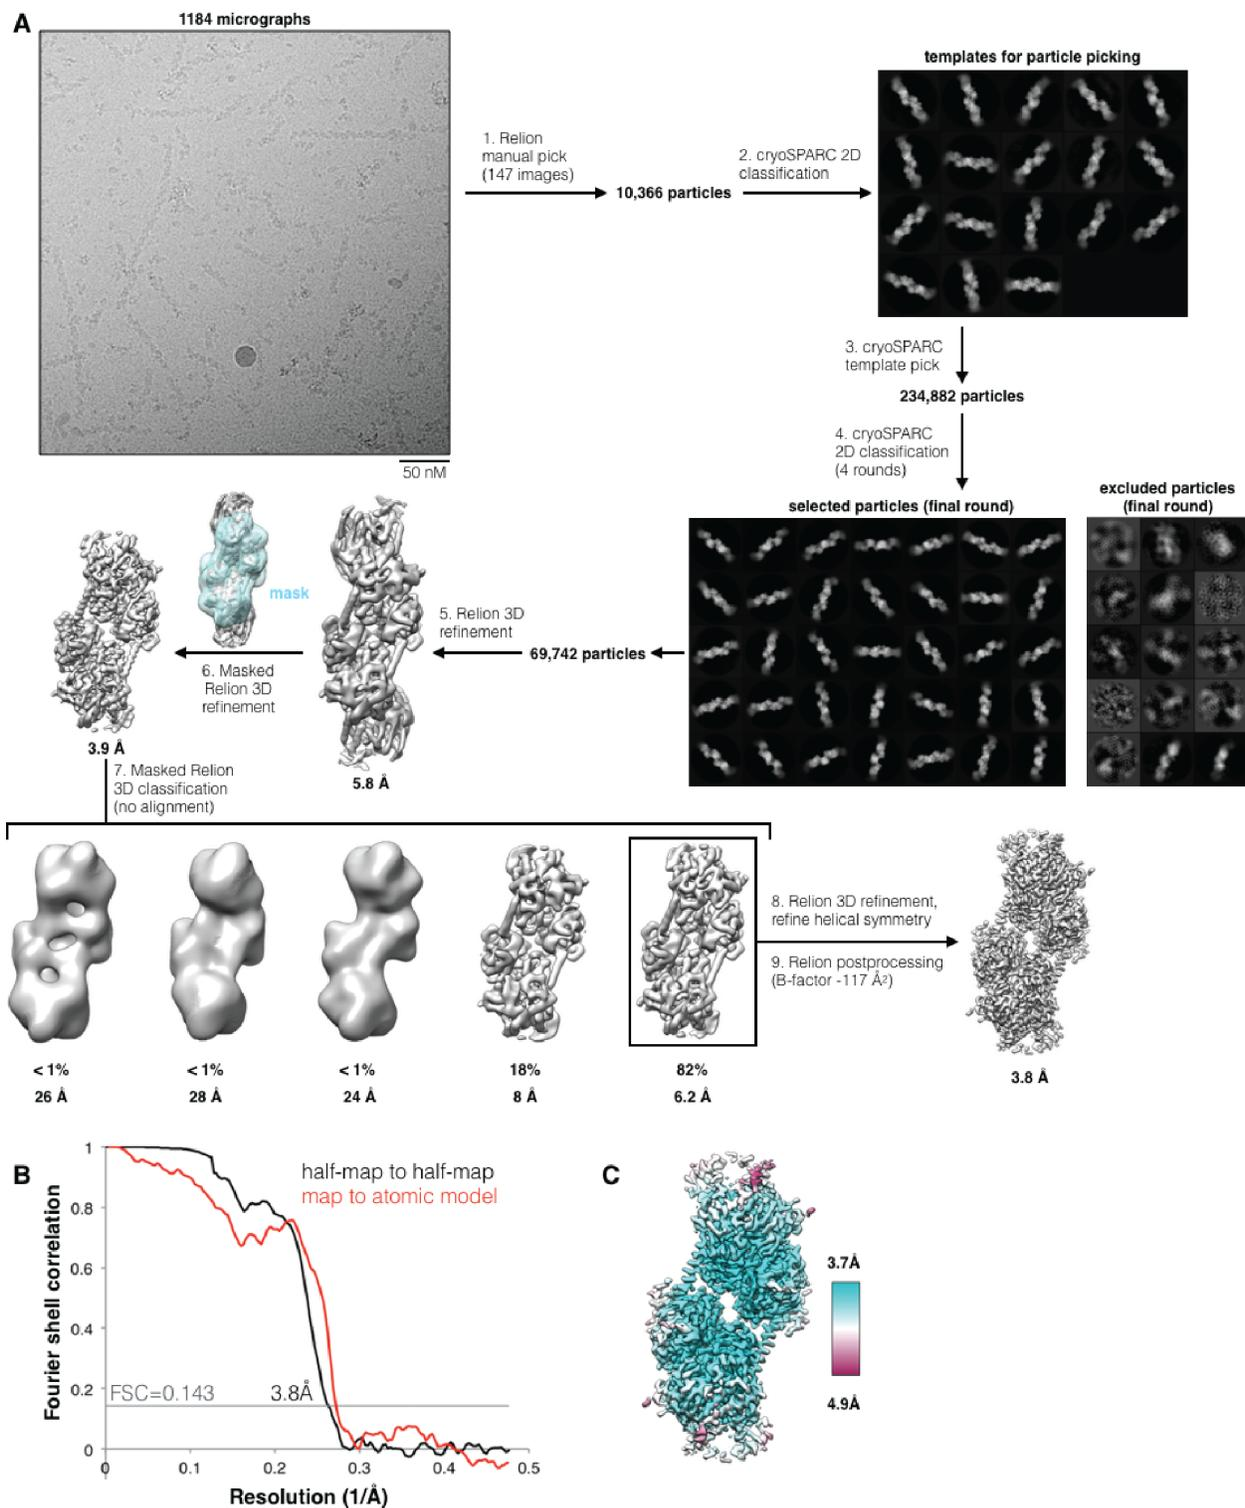 A
1184 micrographs
50 nM
1. Relion
manual pick
(147 images)
10,366 particles
2. cryoSPARC 2D
classification
templates for particle picking
3. cryoSPARC
template pick
234,882 particles
4. cryoSPARC
2D classification
(4 rounds)
selected particles (final round)
excluded particles
(final round)
69,742 particles
5. Relion 3D
refinement
5.8 Å
mask
6. Masked
Relion 3D
refinement
3.9 Å
7. Masked Relion
3D classification
(no alignment)
< 1%
26 Å
< 1%
28 Å
< 1%
24 Å
18%
8 Å
82%
6.2 Å
8. Relion 3D refinement,
refine helical symmetry
9. Relion postprocessing
(B-factor -117 Å²)
3.8 Å
B
Fourier shell correlation
1
0.8
0.6
0.4
0.2
0
half-map to half-map
map to atomic model
FSC=0.143
3.8Å
0
0.1
0.2
0.3
0.4
0.5
Resolution (1/Å)
C
3.7Å
4.9Å